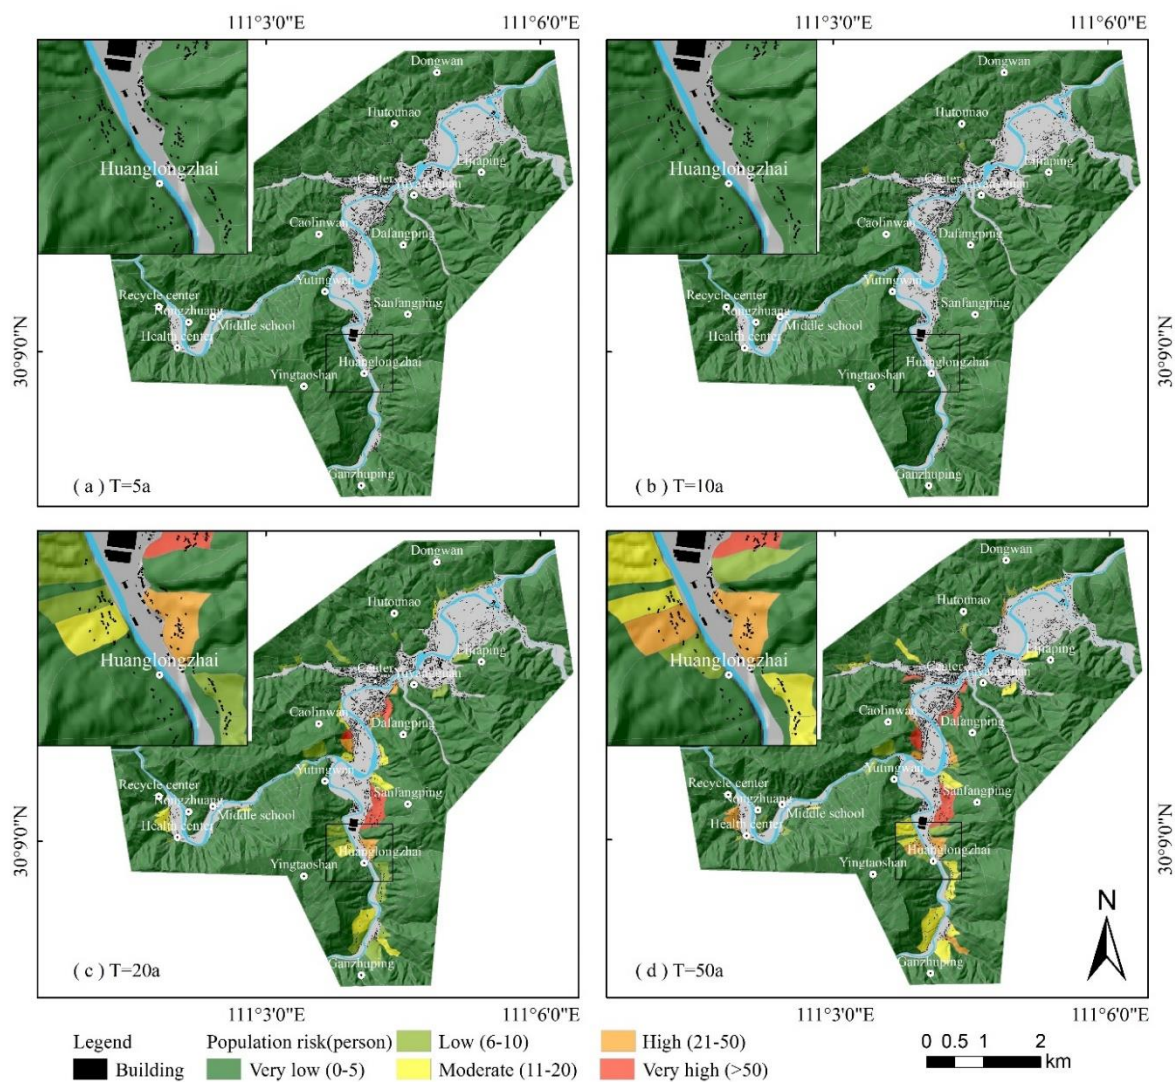 111°3'0"E
111°6'0"E
111°3'0"E
111°6'0"E
Huanglongzhai
Dongwan
Hutounao
Lijiaping
Center
Caolinwan
Dafangping
Yutingwan
Recycle center
Rongzhuang
Middle school
Health center
Sanfangping
Huanglongzhai
Yingtaoshan
Ganzhuping
30°9'0"N
( a ) T=5a
Huanglongzhai
Dongwan
Hutounao
Lijiaping
Center
Caolinwan
Dafangping
Yutingwan
Recycle center
Rongzhuang
Middle school
Health center
Sanfangping
Huanglongzhai
Yingtaoshan
Ganzhuping
30°9'0"N
( b ) T=10a
Huanglongzhai
Dongwan
Hutounao
Lijiaping
Center
Caolinwan
Dafangping
Yutingwan
Recycle center
Rongzhuang
Middle school
Health center
Sanfangping
Huanglongzhai
Yingtaoshan
Ganzhuping
30°9'0"N
( c ) T=20a
Huanglongzhai
Dongwan
Hutounao
Lijiaping
Center
Caolinwan
Dafangping
Yutingwan
Recycle center
Rongzhuang
Middle school
Health center
Sanfangping
Huanglongzhai
Yingtaoshan
Ganzhuping
30°9'0"N
N
( d ) T=50a
111°3'0"E
111°6'0"E
111°3'0"E
111°6'0"E
Legend
Population risk(person)
Low (6-10)
High (21-50)
0 0.5 1 2
km
Building
Very low (0-5)
Moderate (11-20)
Very high (>50)